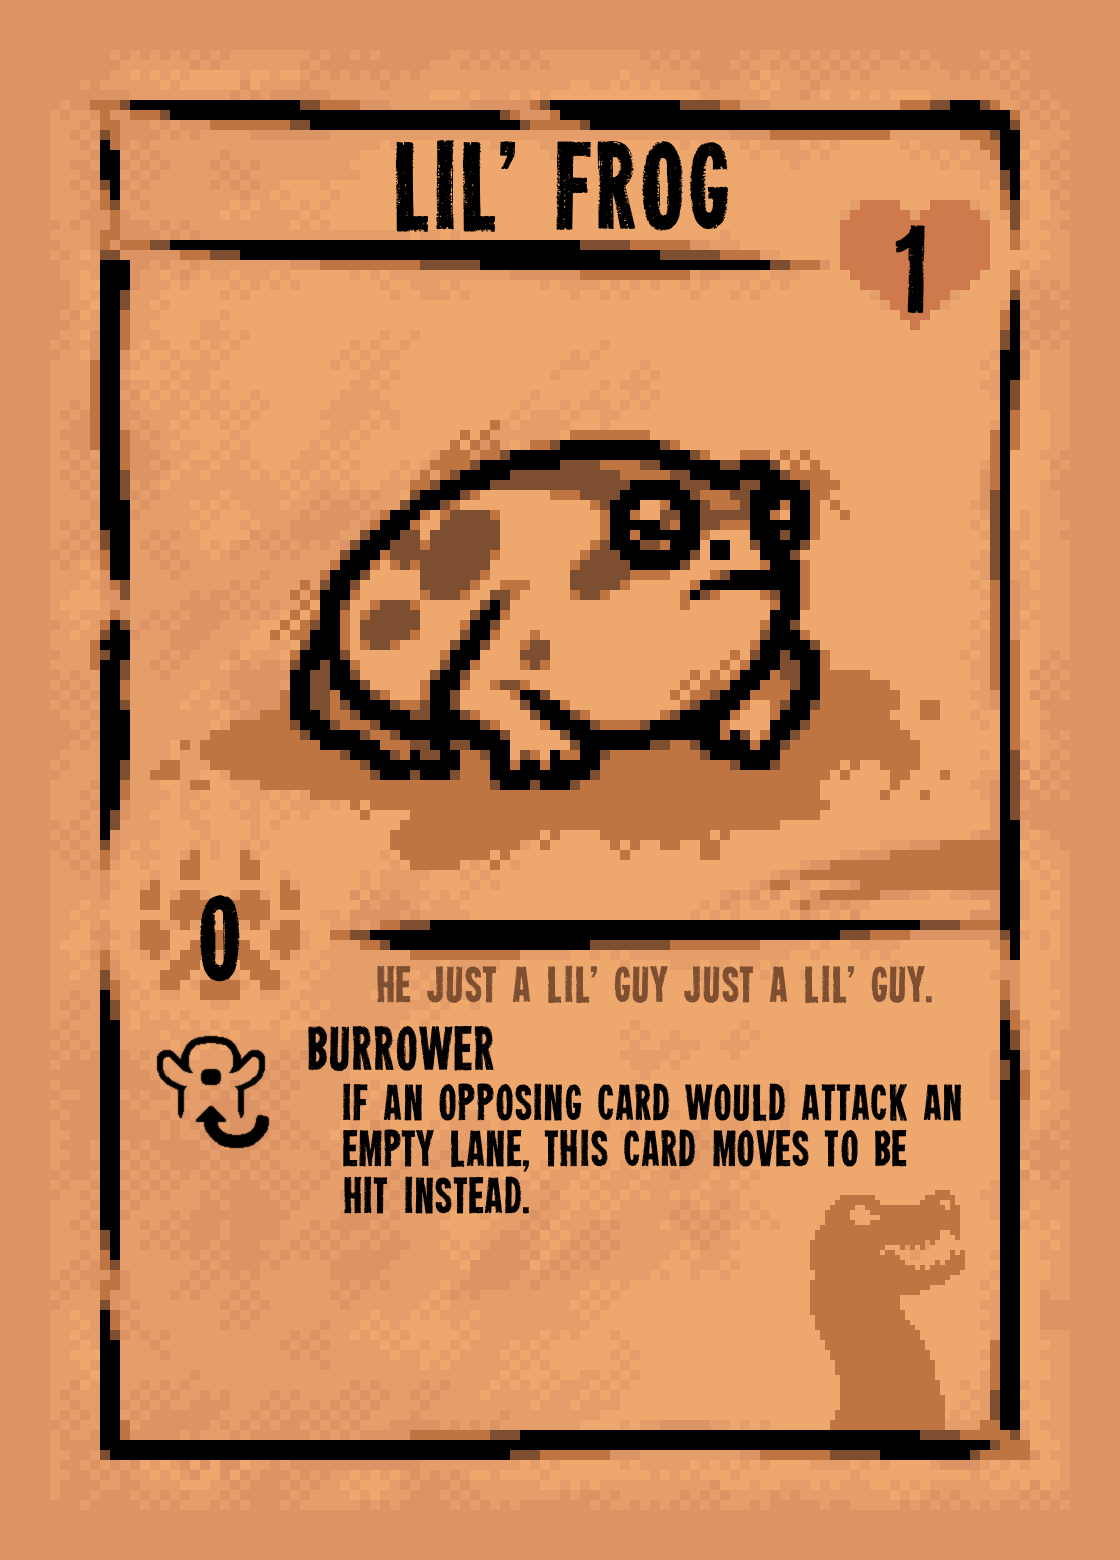 LIL' FROG
1
0
HE JUST A LIL' GUY JUST A LIL' GUY.
BURROWER
IF AN OPPOSING CARD WOULD ATTACK AN
EMPTY LANE, THIS CARD MOVES TO BE
HIT INSTEAD.